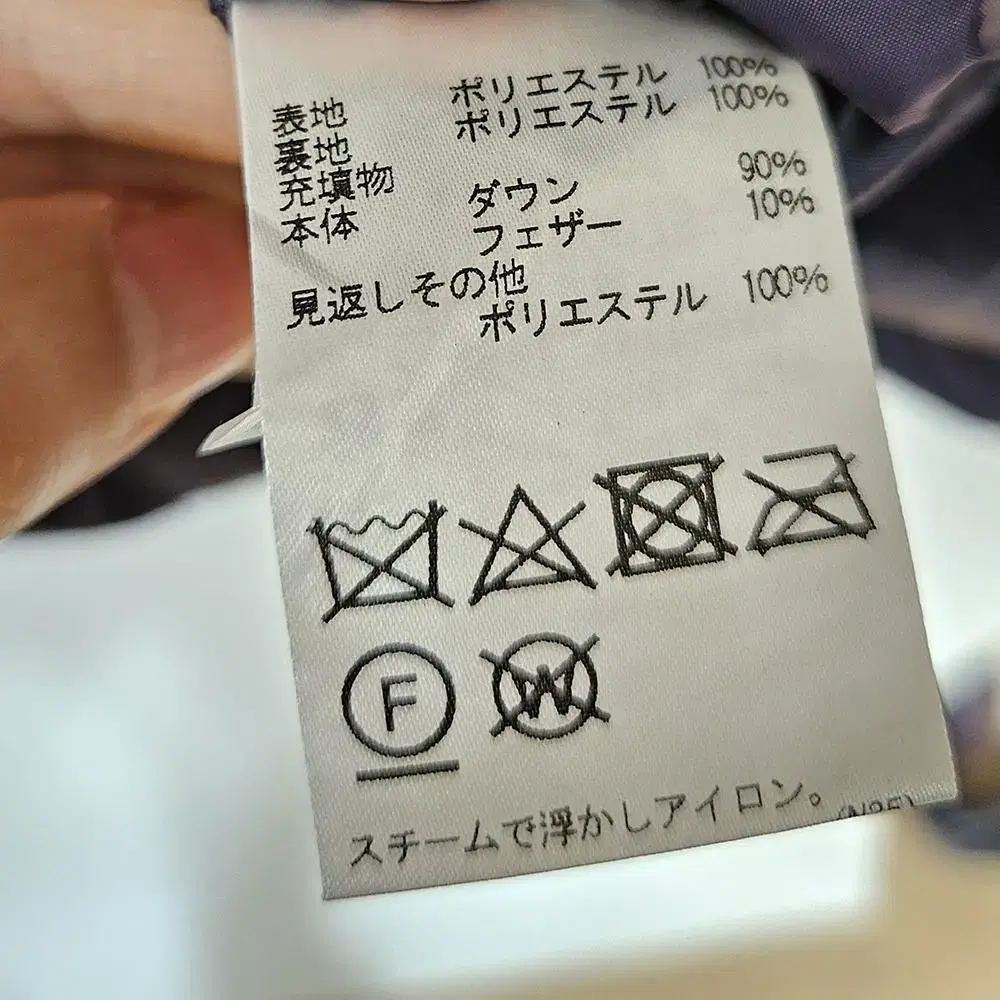 表地 ポリエステル 100%
裏地 ポリエステル 100%
充填物
本体 ダウン 90%
フェザー 10%
見返しその他
ポリエステル 100%
F
W
スチームで浮かしアイロン。